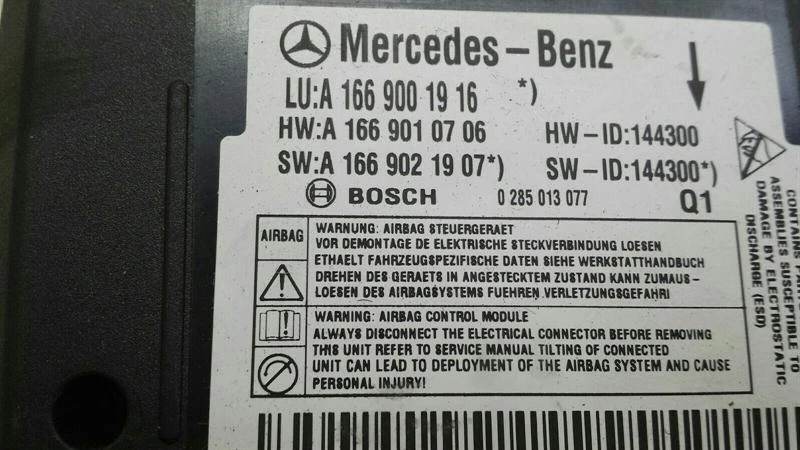 Mercedes-Benz
LU:A 166 900 19 16 *)
HW:A 166 901 07 06 HW-ID:144300
SW:A 166 902 19 07*) SW-ID:144300*)
BOSCH 0 285 013 077 Q1
AIRBAG
WARNUNG: AIRBAG STEUERGERAET
VOR DEMONTAGE DE ELEKTRISCHE STECKVERBINDUNG LOESEN
ETHAELT FAHRZEUGSPEZIFISCHE DATEN SIEHE WERKSTATTHANDBUCH
DREHEN DES GERAETS IN ANGESTECKTEM ZUSTAND KANN ZUMAUS-
LOESEN DES AIRBAGSYSTEMS FUEHREN.VERLETZUNGSGEFAHR!
WARNING: AIRBAG CONTROL MODULE
ALWAYS DISCONNECT THE ELECTRICAL CONNECTOR BEFORE REMOVING
THIS UNIT REFER TO SERVICE MANUAL TILTING OF CONNECTED
UNIT CAN LEAD TO DEPLOYMENT OF THE AIRBAG SYSTEM AND CAUSE
PERSONAL INJURY!
CONTAINS
ASSEMBLIES SUSCEPTIBLE TO
DAMAGE BY ELECTROSTATIC
DISCHARGE (ESD)